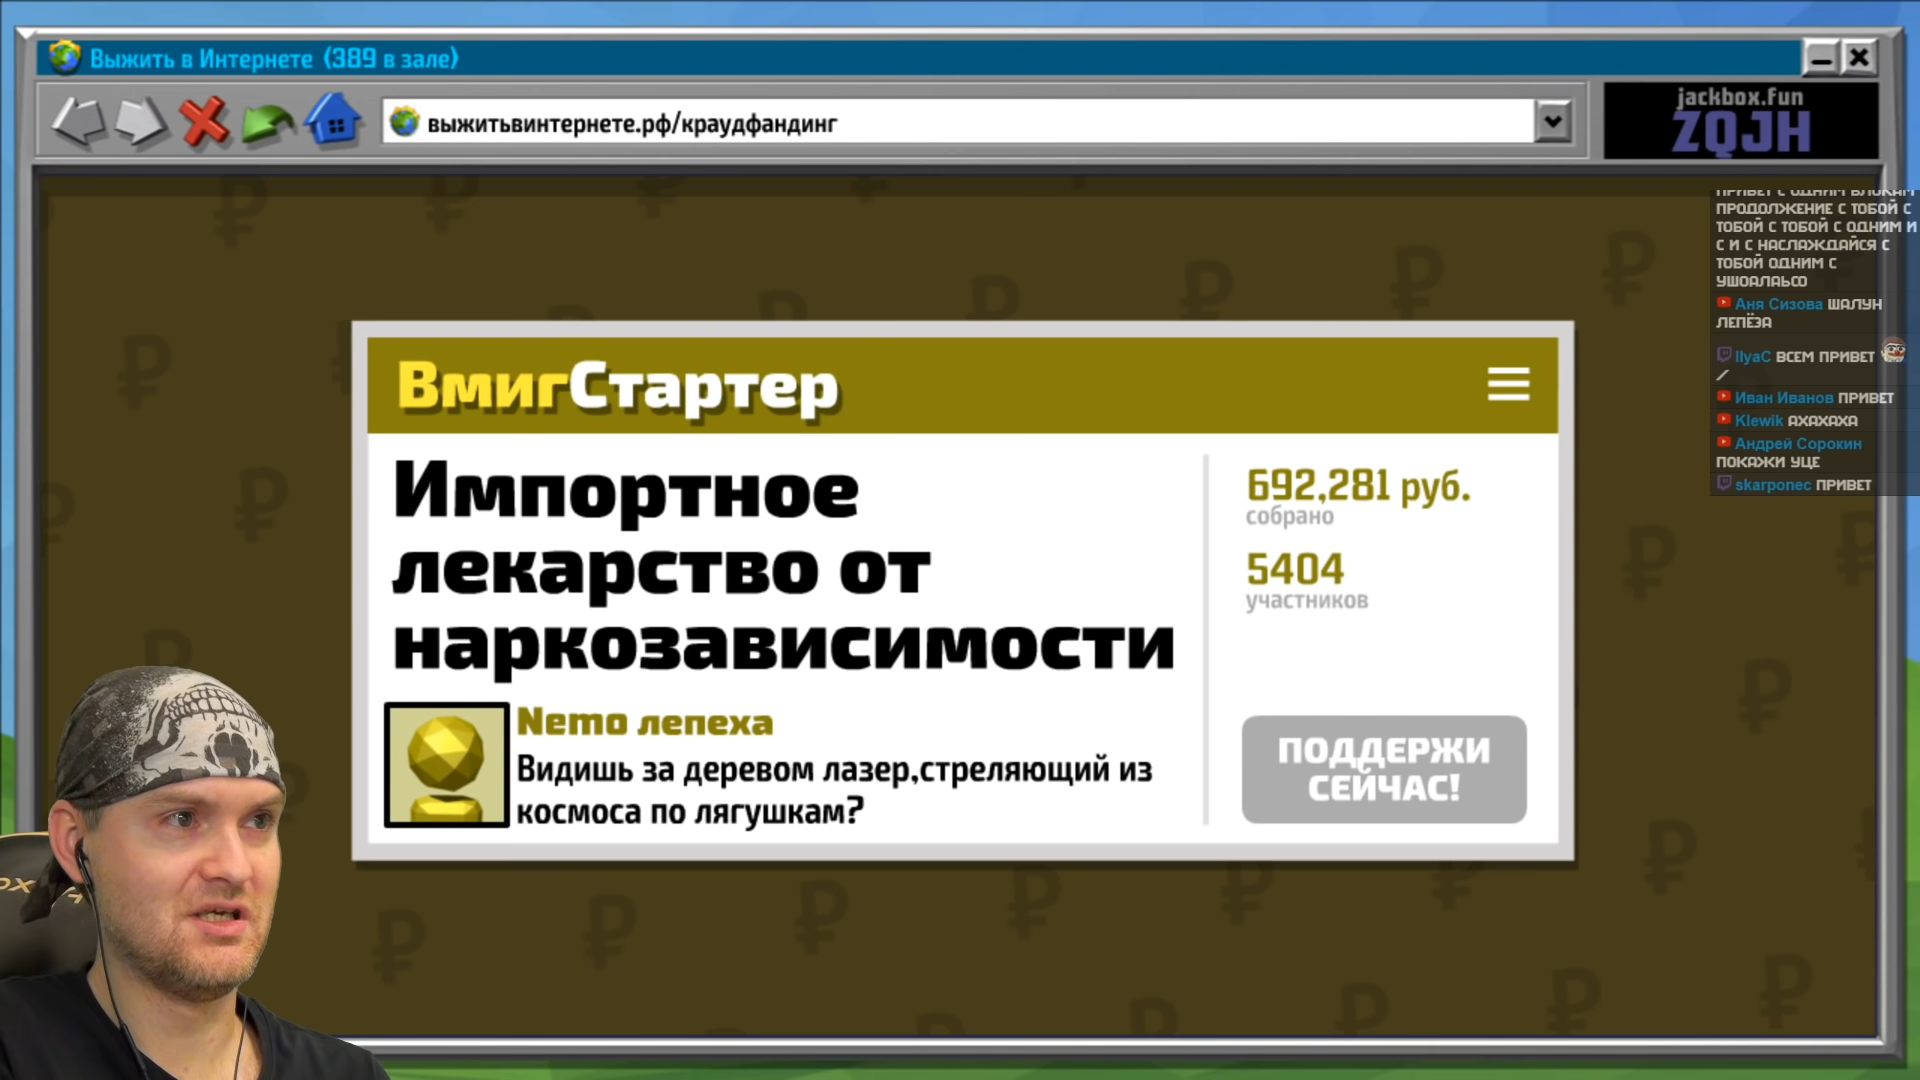 Выжить в Интернете (389 в зале)
выжитьвинтернете.рф/краудфандинг
jackbox.fun
ZQJH
ПРИВЕТ С ОДНИМ БЛОКАМ
ПРОДОЛЖЕНИЕ С ТОБОЙ С
ТОБОЙ С ТОБОЙ С ОДНИМ И
С И С НАСЛАЖДАЙСЯ С
ТОБОЙ ОДНИМ С
УШОАЛАЬСО
Аня Сизова ШАЛУН
ЛЕПЁЗА
IlyaC ВСЕМ ПРИВЕТ
/
Иван Иванов ПРИВЕТ
Klewik АХАХАХА
Андрей Сорокин
ПОКАЖИ УЦЕ
skarponec ПРИВЕТ
ВмигСтартер
Импортное
лекарство от
наркозависимости
692,281 руб.
собрано
5404
участников
Nemo лепеха
Видишь за деревом лазер,стреляющий из
космоса по лягушкам?
ПОДДЕРЖИ
СЕЙЧАС!